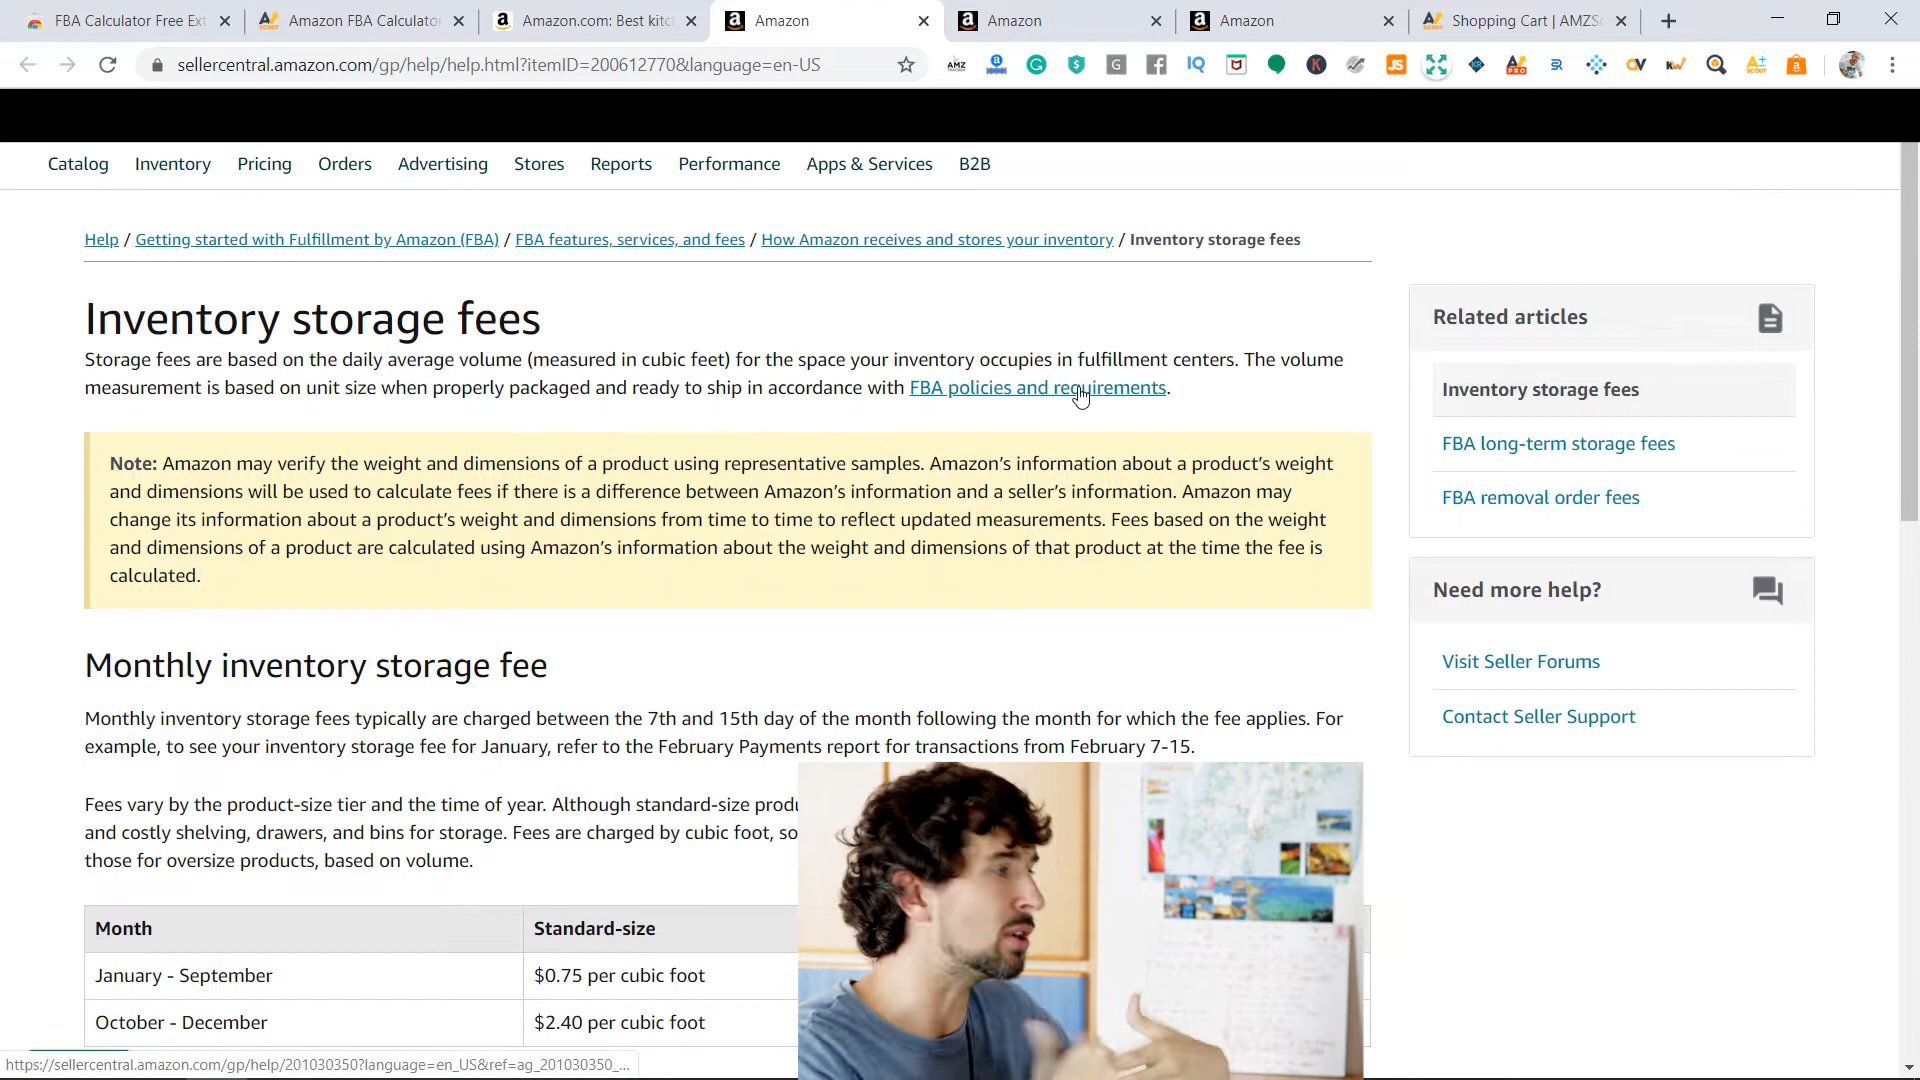 FBA Calculator Free Ext
Amazon FBA Calculator
Amazon.com: Best kitc
Amazon
Amazon
Amazon
Shopping Cart | AMZSc
sellercentral.amazon.com/gp/help/help.html?itemID=200612770&language=en-US
Catalog Inventory Pricing Orders Advertising Stores Reports Performance Apps & Services B2B
Help / Getting started with Fulfillment by Amazon (FBA) / FBA features, services, and fees / How Amazon receives and stores your inventory / Inventory storage fees
Inventory storage fees
Storage fees are based on the daily average volume (measured in cubic feet) for the space your inventory occupies in fulfillment centers. The volume
measurement is based on unit size when properly packaged and ready to ship in accordance with FBA policies and requirements.
Note: Amazon may verify the weight and dimensions of a product using representative samples. Amazon's information about a product's weight
and dimensions will be used to calculate fees if there is a difference between Amazon's information and a seller's information. Amazon may
change its information about a product's weight and dimensions from time to time to reflect updated measurements. Fees based on the weight
and dimensions of a product are calculated using Amazon's information about the weight and dimensions of that product at the time the fee is
calculated.
Monthly inventory storage fee
Monthly inventory storage fees typically are charged between the 7th and 15th day of the month following the month for which the fee applies. For
example, to see your inventory storage fee for January, refer to the February Payments report for transactions from February 7-15.
Fees vary by the product-size tier and the time of year. Although standard-size produ
and costly shelving, drawers, and bins for storage. Fees are charged by cubic foot, so
those for oversize products, based on volume.
Month Standard-size
January - September $0.75 per cubic foot
October - December $2.40 per cubic foot
https://sellercentral.amazon.com/gp/help/201030350?language=en_US&ref=ag_201030350_...
Related articles
Inventory storage fees
FBA long-term storage fees
FBA removal order fees
Need more help?
Visit Seller Forums
Contact Seller Support